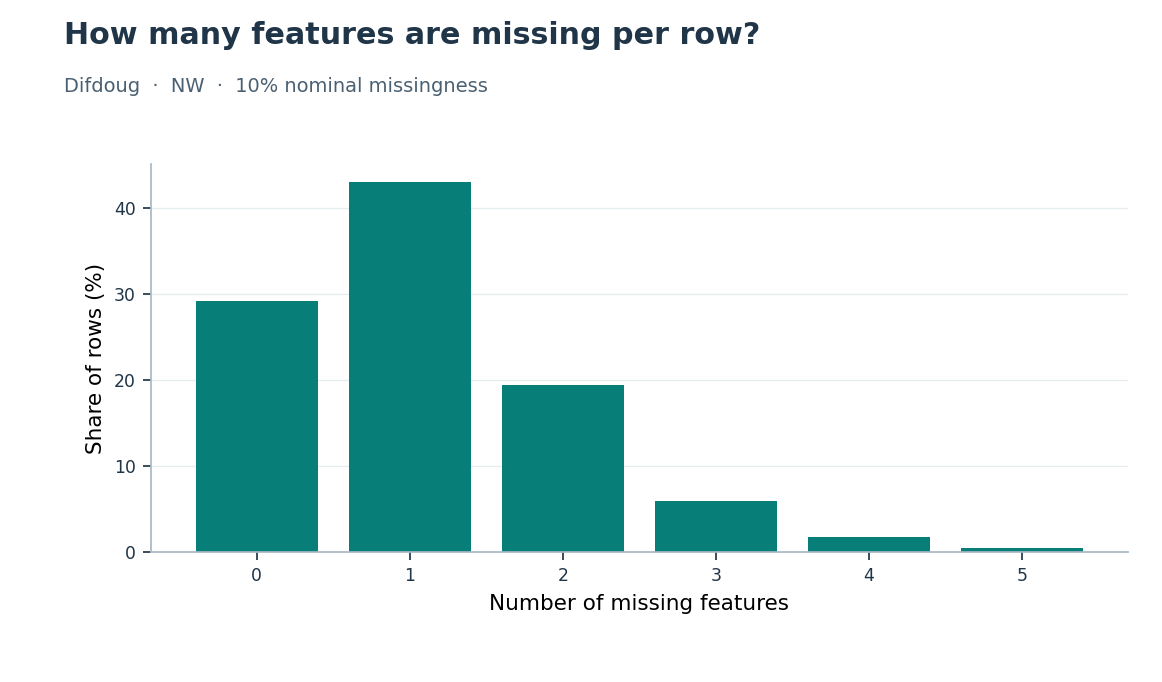 How many features are missing per row?
Difdoug · NW · 10% nominal missingness
Share of rows (%)
40
30
20
10
0
0 1 2 3 4 5
Number of missing features